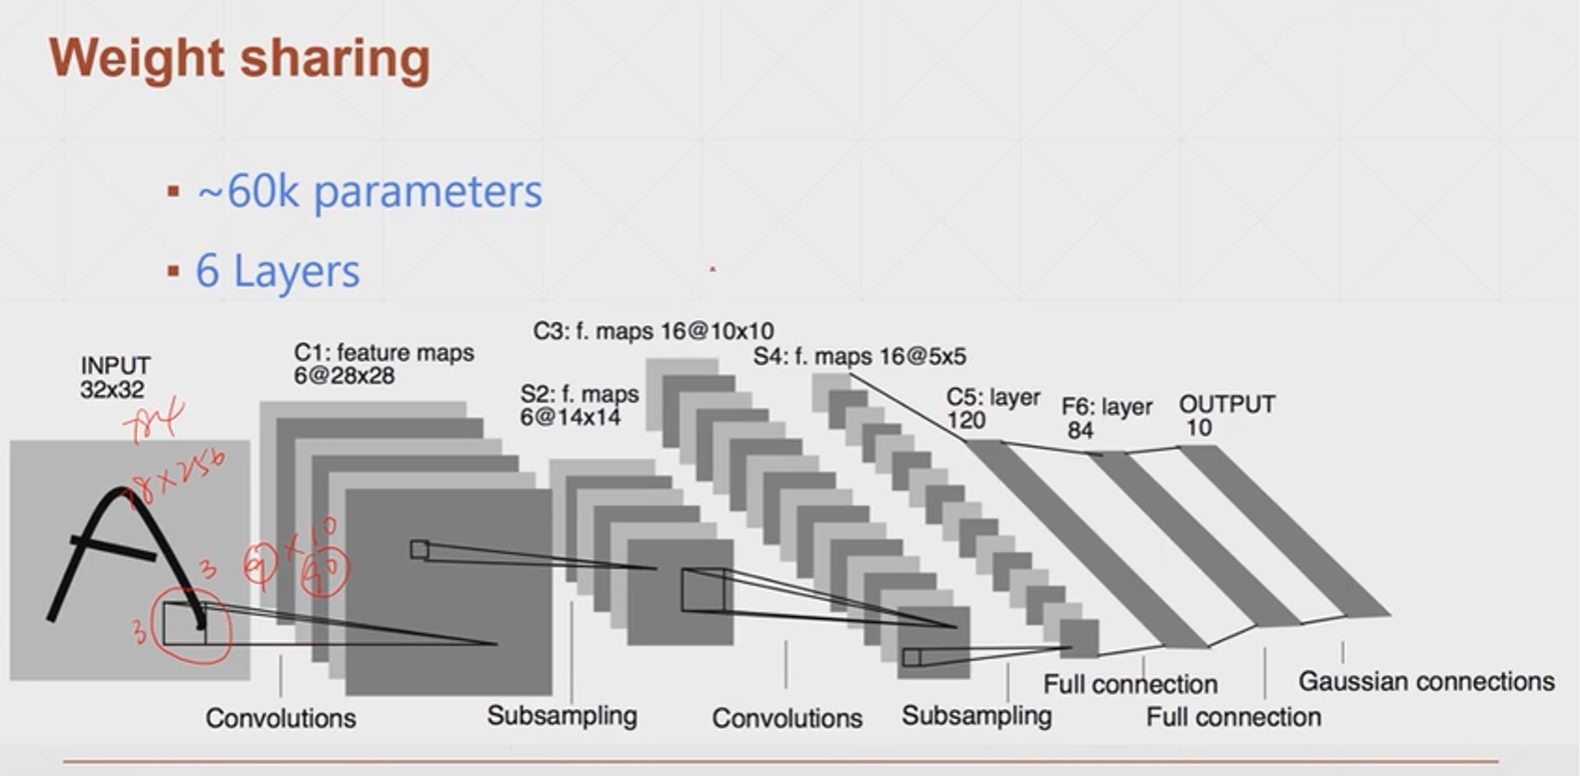 Weight sharing
▪ ~60k parameters
▪ 6 Layers
C3: f. maps 16@10x10
INPUT
32x32
C1: feature maps
6@28x28
S4: f. maps 16@5x5
S2: f. maps
6@14x14
C5: layer
120
F6: layer
84
OUTPUT
10
3
3
9 x 10
90
Convolutions
Subsampling
Convolutions
Subsampling
Full connection
Full connection
Gaussian connections